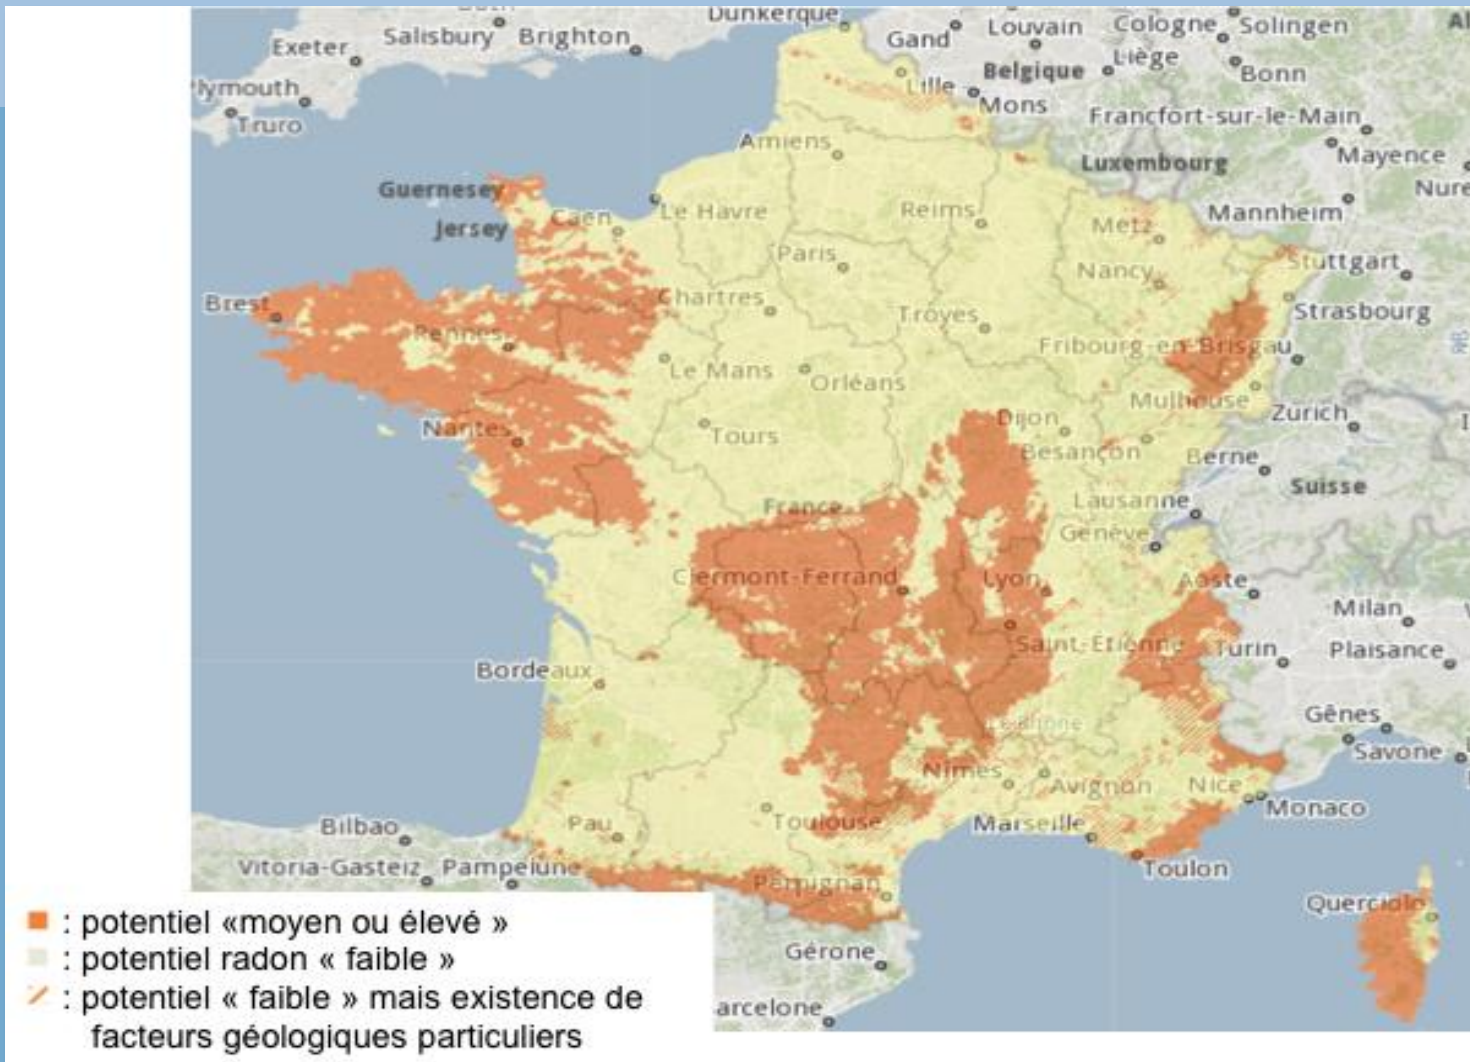 Dunkerque
Louvain
Cologne
Solingen
Exeter
Salisbury
Brighton
Gand
Liège
Bonn
Belgique
Lille
Mons
Plymouth
Truro
Francfort-sur-le-Main
Amiens
Luxembourg
Mayence
Guernesey
Caen
Le Havre
Reims
Metz
Mannheim
Jersey
Paris
Nancy
Stuttgart
Brest
Rennes
Chartres
Troyes
Strasbourg
Fribourg-en-Brisgau
Le Mans
Orléans
Mulhouse
Zurich
Nantes
Tours
Dijon
Besançon
Berne
Suisse
France
Lausanne
Genève
Clermont-Ferrand
Lyon
Aoste
Milan
Saint-Étienne
Turin
Plaisance
Bordeaux
Le Rhône
Gênes
Savone
Nîmes
Avignon
Nice
Monaco
Bilbao
Pau
Toulouse
Marseille
Vitoria-Gasteiz
Pampelune
Toulon
Perpignan
Querciolo
Gérone
arcelone
: potentiel «moyen ou élevé »
: potentiel radon « faible »
: potentiel « faible » mais existence de
facteurs géologiques particuliers